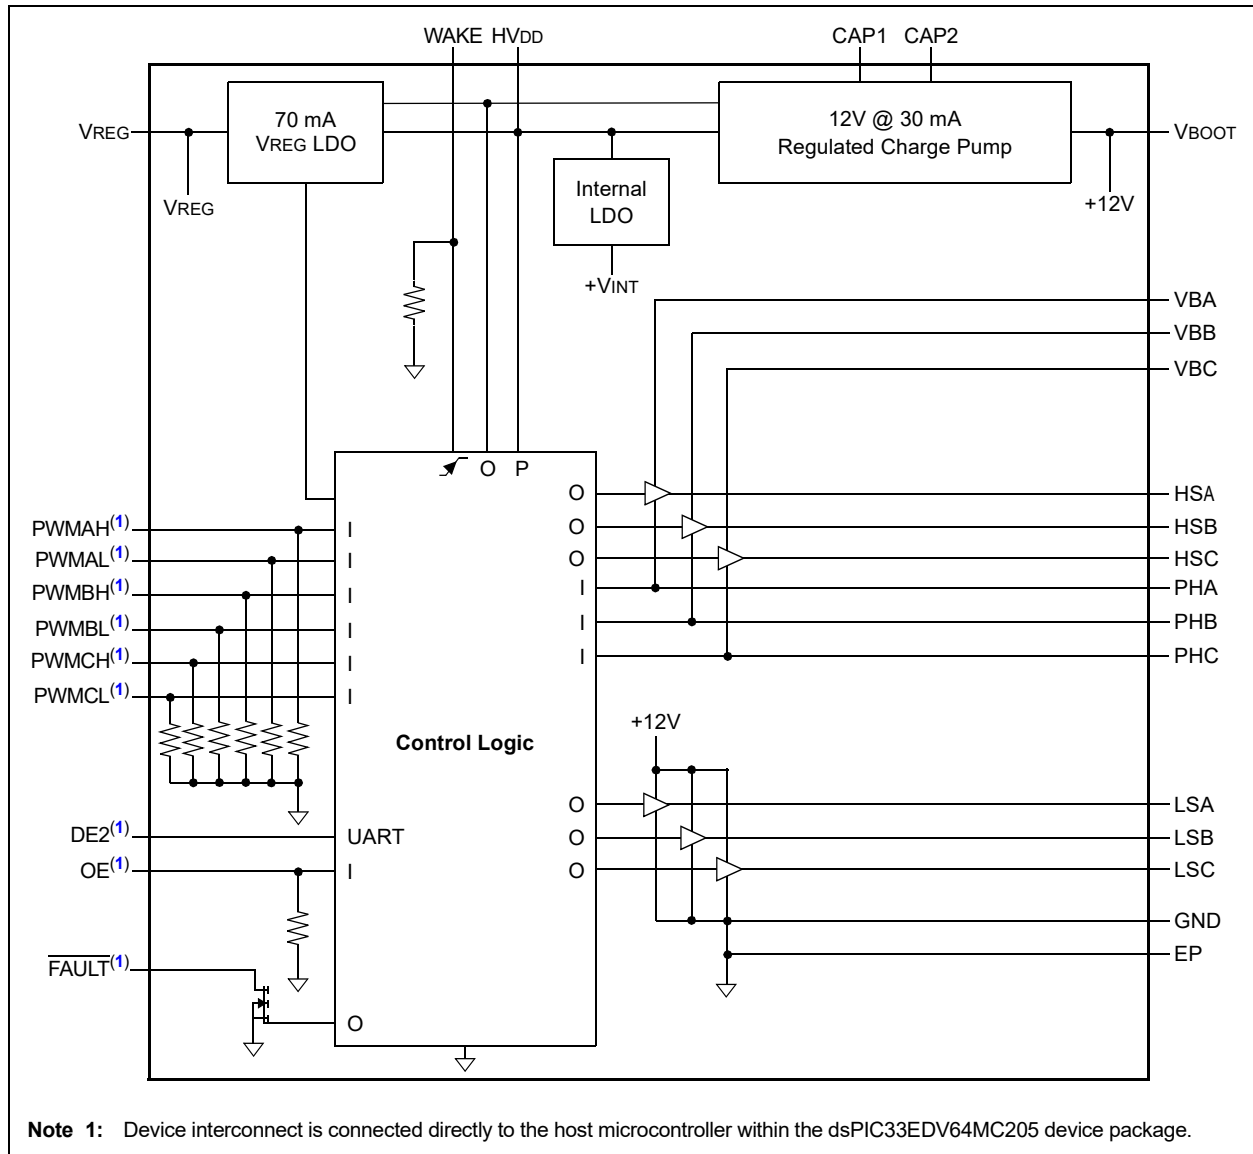 WAKE HVDD
CAP1 CAP2
70 mA
VREG LDO
12V @ 30 mA
Regulated Charge Pump
VREG
VBOOT
VREG
Internal
LDO
+12V
+VINT
VBA
VBB
VBC
O P
O HSA
O HSB
O HSC
I PHA
I PHB
I PHC
PWMAH(1) I
PWMAL(1) I
PWMBH(1) I
PWMBL(1) I
PWMCH(1) I
PWMCL(1) I
+12V
Control Logic
O LSA
O LSB
O LSC
DE2(1) UART
OE(1) I
GND
EP
FAULT(1)
O
Note 1: Device interconnect is connected directly to the host microcontroller within the dsPIC33EDV64MC205 device package.